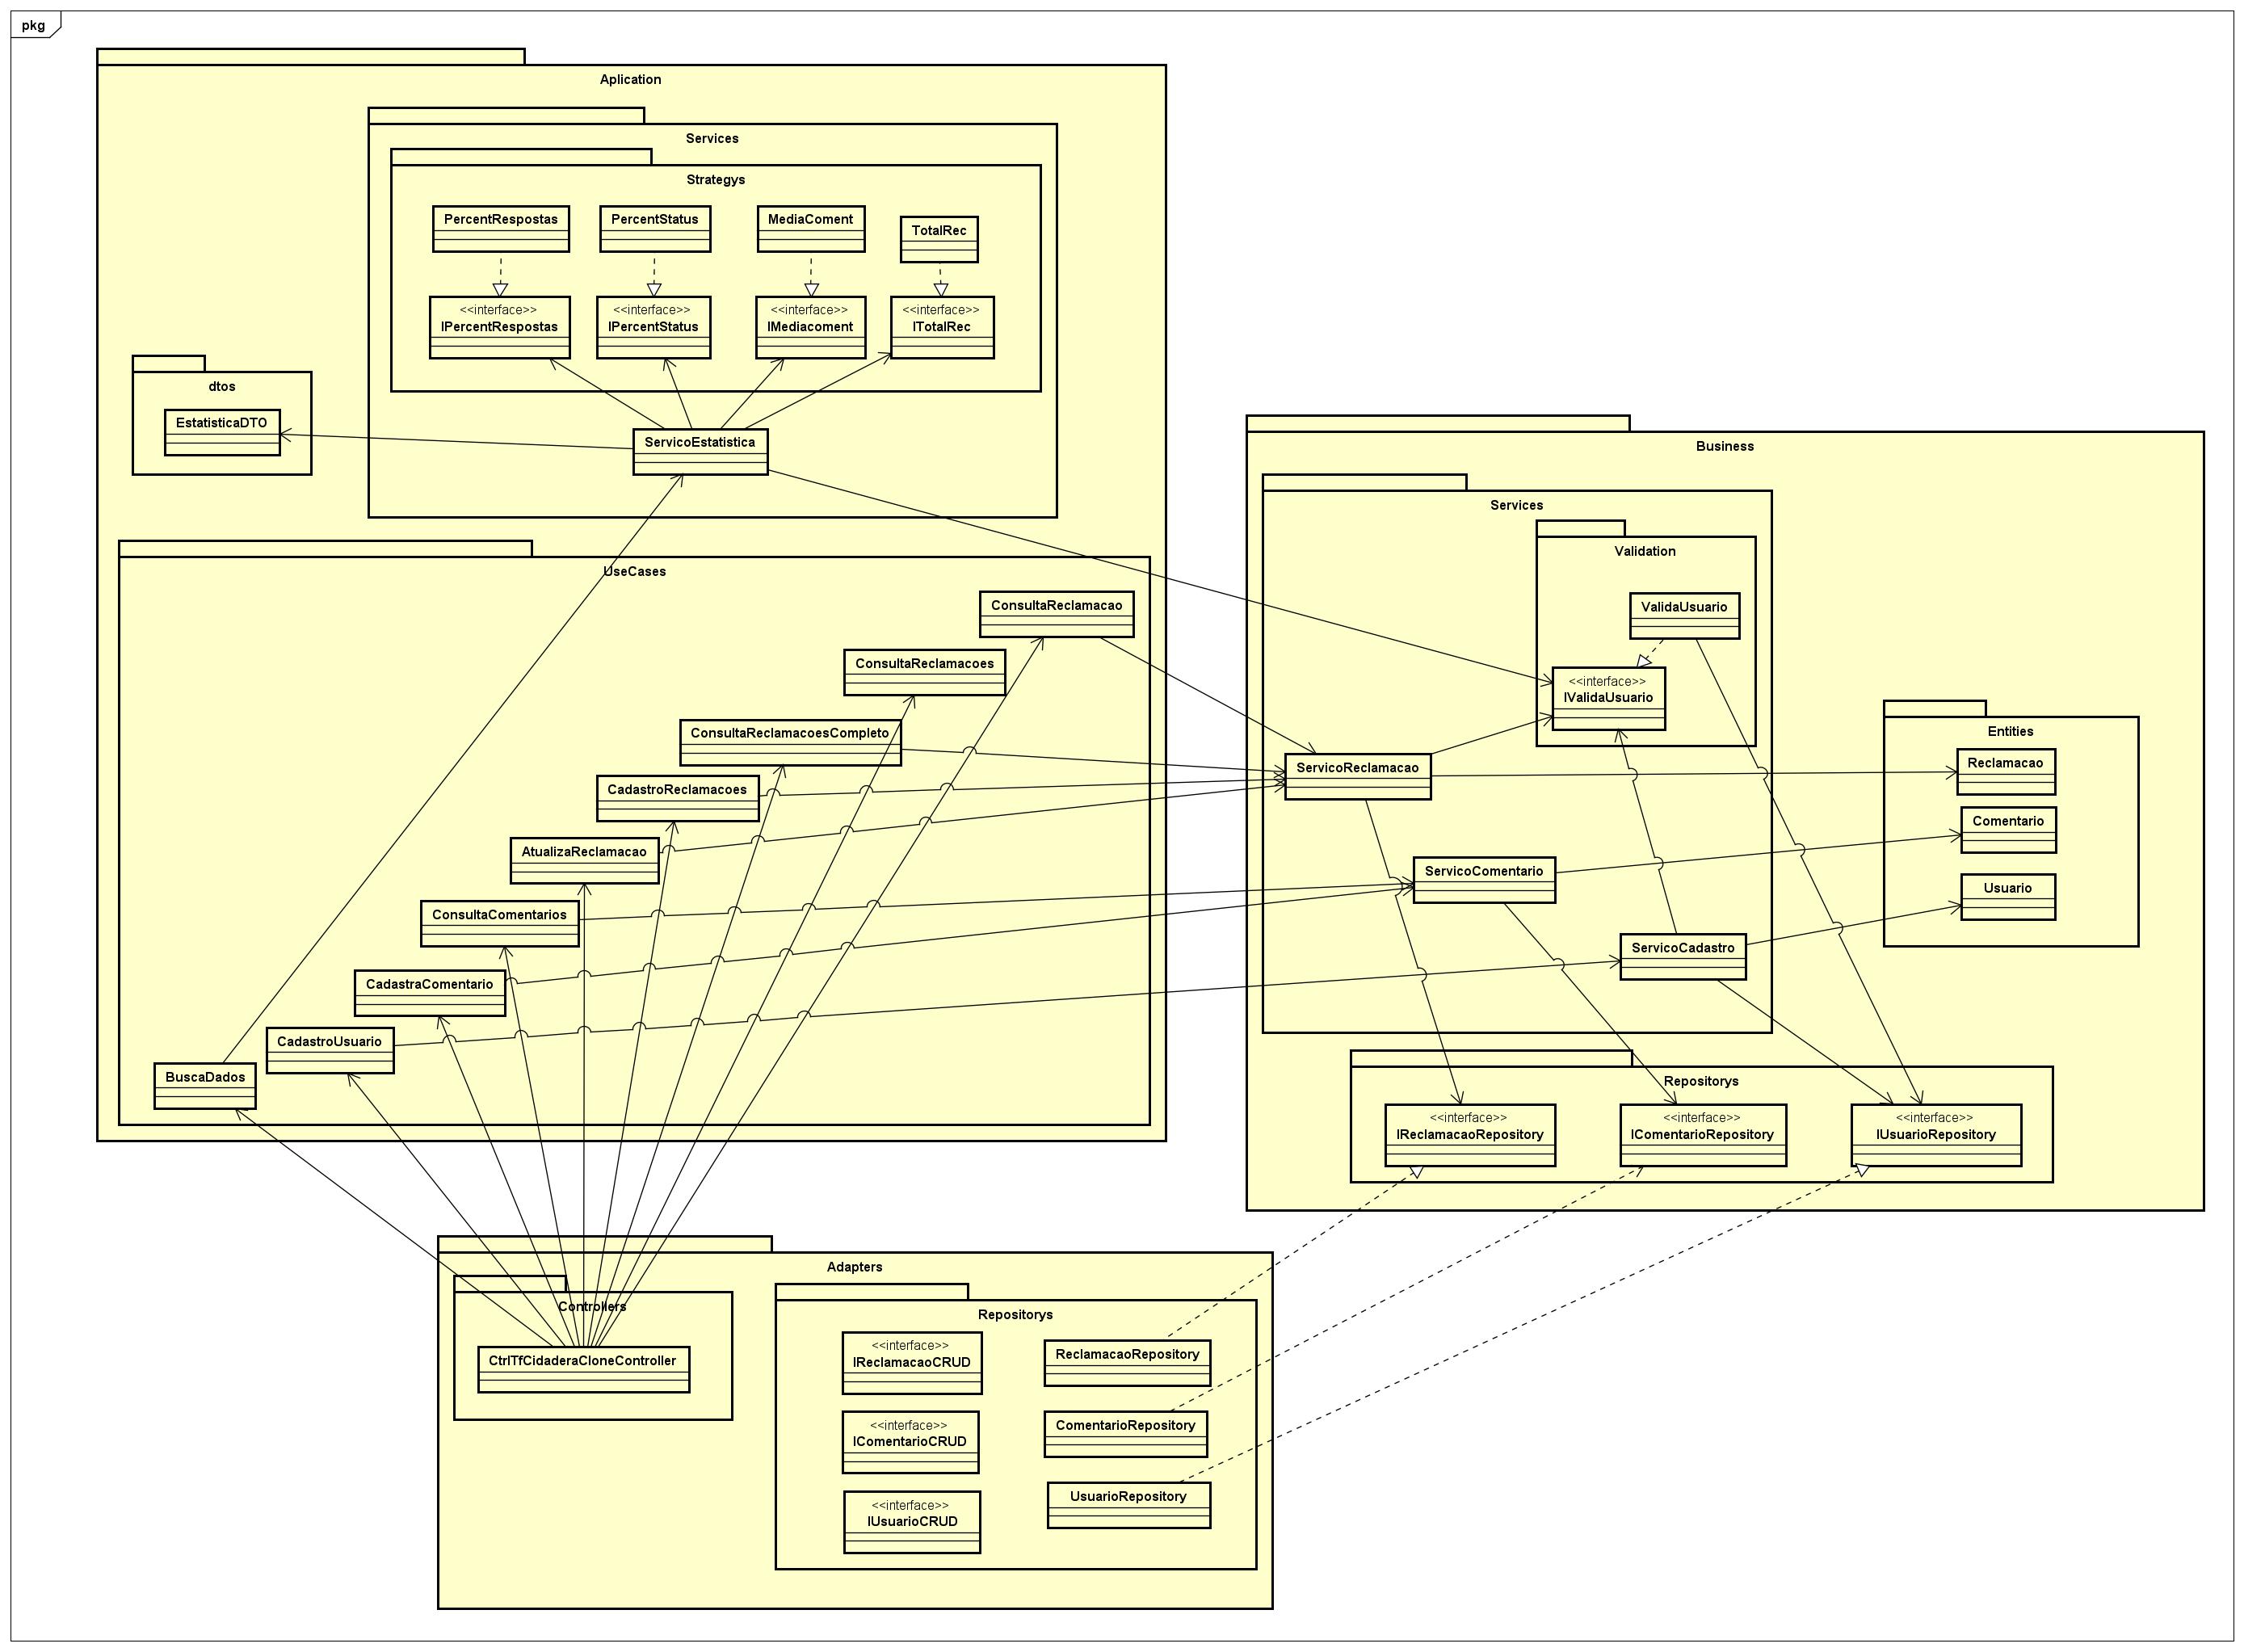 pkg
Aplication
Services
Strategys
PercentRespostas
PercentStatus
MediaComent
TotalRec
<<interface>>
IPercentRespostas
<<interface>>
IPercentStatus
<<interface>>
IMediacoment
<<interface>>
ITotalRec
dtos
EstatisticaDTO
ServicoEstatistica
UseCases
ConsultaReclamacao
ConsultaReclamacoes
ConsultaReclamacoesCompleto
CadastroReclamacoes
AtualizaReclamacao
ConsultaComentarios
CadastraComentario
CadastroUsuario
BuscaDados
Business
Services
Validation
ValidaUsuario
<<interface>>
IValidaUsuario
ServicoReclamacao
ServicoComentario
ServicoCadastro
Entities
Reclamacao
Comentario
Usuario
Repositorys
<<interface>>
IReclamacaoRepository
<<interface>>
IComentarioRepository
<<interface>>
IUsuarioRepository
Adapters
Controllers
CtrlTfCidaderaCloneController
Repositorys
<<interface>>
IReclamacaoCRUD
<<interface>>
IComentarioCRUD
<<interface>>
IUsuarioCRUD
ReclamacaoRepository
ComentarioRepository
UsuarioRepository